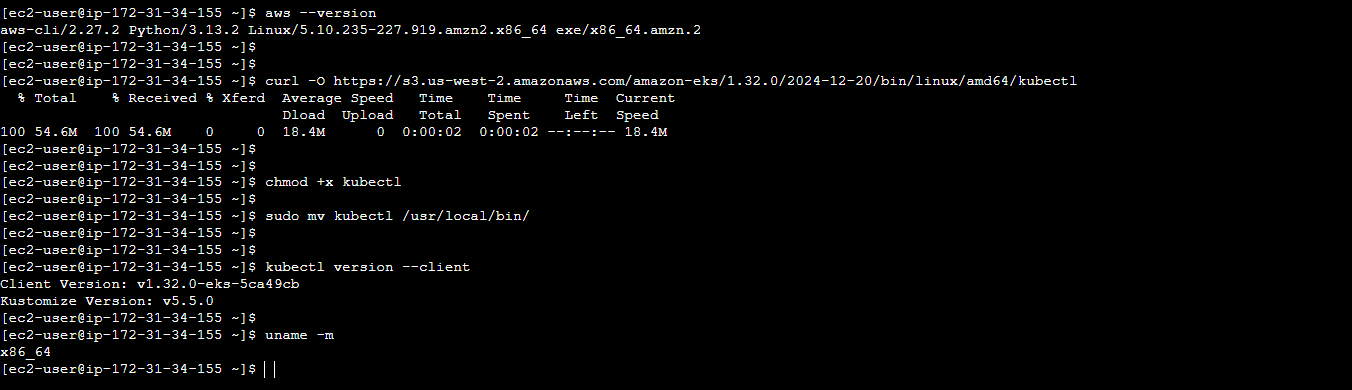 [ec2-user@ip-172-31-34-155 ~]$ aws --version
aws-cli/2.27.2 Python/3.13.2 Linux/5.10.235-227.919.amzn2.x86_64 exe/x86_64.amzn.2
[ec2-user@ip-172-31-34-155 ~]$
[ec2-user@ip-172-31-34-155 ~]$
[ec2-user@ip-172-31-34-155 ~]$ curl -O https://s3.us-west-2.amazonaws.com/amazon-eks/1.32.0/2024-12-20/bin/linux/amd64/kubectl
  % Total    % Received % Xferd  Average Speed   Time    Time     Time  Current
                                 Dload  Upload   Total   Spent    Left  Speed
100 54.6M  100 54.6M    0     0  18.4M      0  0:00:02  0:00:02 --:--:-- 18.4M
[ec2-user@ip-172-31-34-155 ~]$
[ec2-user@ip-172-31-34-155 ~]$
[ec2-user@ip-172-31-34-155 ~]$ chmod +x kubectl
[ec2-user@ip-172-31-34-155 ~]$
[ec2-user@ip-172-31-34-155 ~]$ sudo mv kubectl /usr/local/bin/
[ec2-user@ip-172-31-34-155 ~]$
[ec2-user@ip-172-31-34-155 ~]$
[ec2-user@ip-172-31-34-155 ~]$ kubectl version --client
Client Version: v1.32.0-eks-5ca49cb
Kustomize Version: v5.5.0
[ec2-user@ip-172-31-34-155 ~]$
[ec2-user@ip-172-31-34-155 ~]$ uname -m
x86_64
[ec2-user@ip-172-31-34-155 ~]$